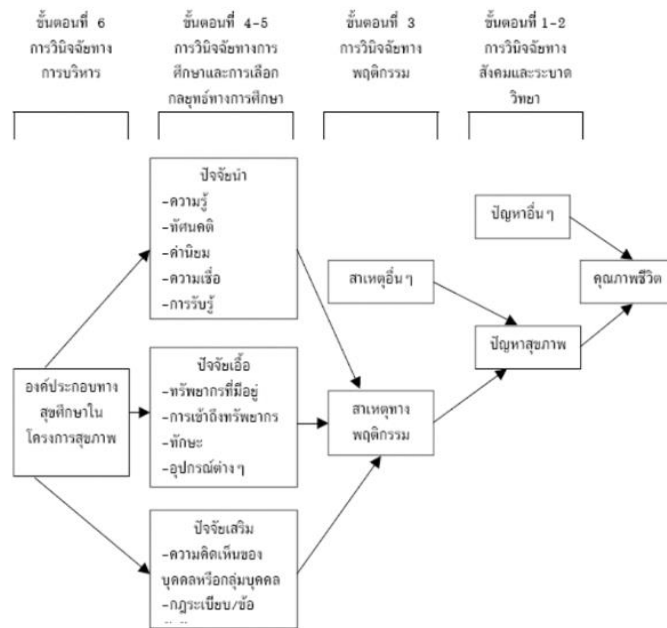 ขั้นตอนที่ 6
การวินิจฉัยทาง
การบริหาร
ขั้นตอนที่ 4-5
การวินิจฉัยทางการ
ศึกษาและการเลือก
กลยุทธ์ทางการศึกษา
ขั้นตอนที่ 3
การวินิจฉัยทาง
พฤติกรรม
ขั้นตอนที่ 1-2
การวินิจฉัยทาง
สังคมและระบาด
วิทยา
องค์ประกอบทาง
สุขศึกษาใน
โครงการสุขภาพ
ปัจจัยนำ
-ความรู้
-ทัศนคติ
-ค่านิยม
-ความเชื่อ
-การรับรู้
ปัจจัยเอื้อ
-ทรัพยากรที่มีอยู่
-การเข้าถึงทรัพยากร
-ทักษะ
-อุปกรณ์ต่าง ๆ
ปัจจัยเสริม
-ความคิดเห็นของ
บุคคลหรือกลุ่มบุคคล
-กฎระเบียบ/ข้อ
สาเหตุอื่น ๆ
สาเหตุทาง
พฤติกรรม
ปัญหาอื่น ๆ
ปัญหาสุขภาพ
คุณภาพชีวิต